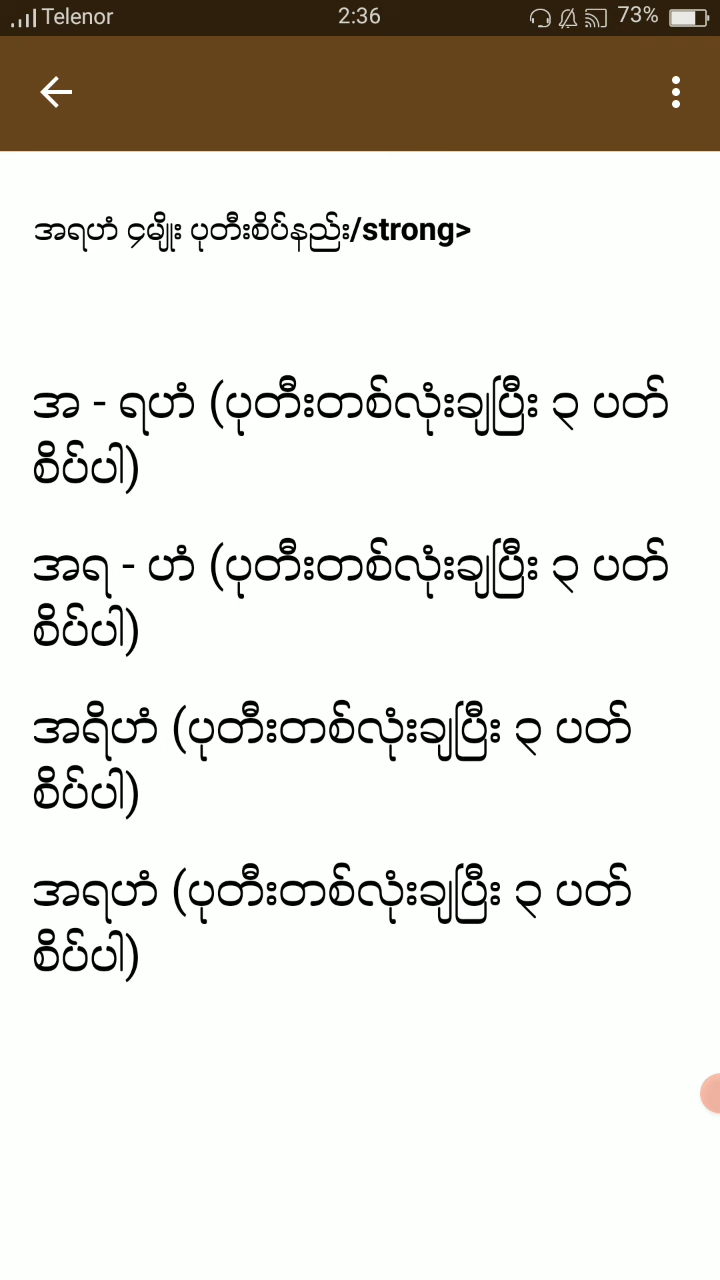 Telenor 2:36 73%
အရဟံ ၄မျိုး ပုတီးစိပ်နည်း/strong>
အ - ရဟံ (ပုတီးတစ်လုံးချပြီး ၃ ပတ်
စိပ်ပါ)
အရ - ဟံ (ပုတီးတစ်လုံးချပြီး ၃ ပတ်
စိပ်ပါ)
အရိဟံ (ပုတီးတစ်လုံးချပြီး ၃ ပတ်
စိပ်ပါ)
အရဟံ (ပုတီးတစ်လုံးချပြီး ၃ ပတ်
စိပ်ပါ)